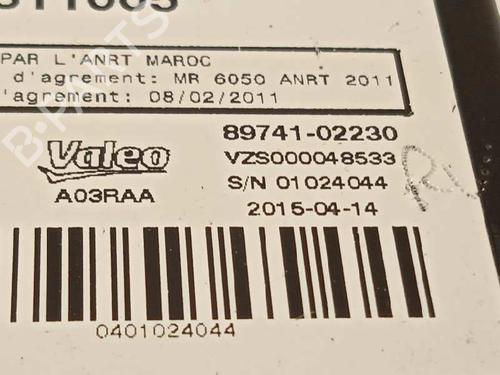 PAR L'ANRT MAROC
d'agrement: MR 6050 ANRT 2011
'agrement: 08/02/2011
89741-02230
Valeo
VZS000048533
S/N 01024044
A03RAA
2015-04-14
0401024044
B-PARTS